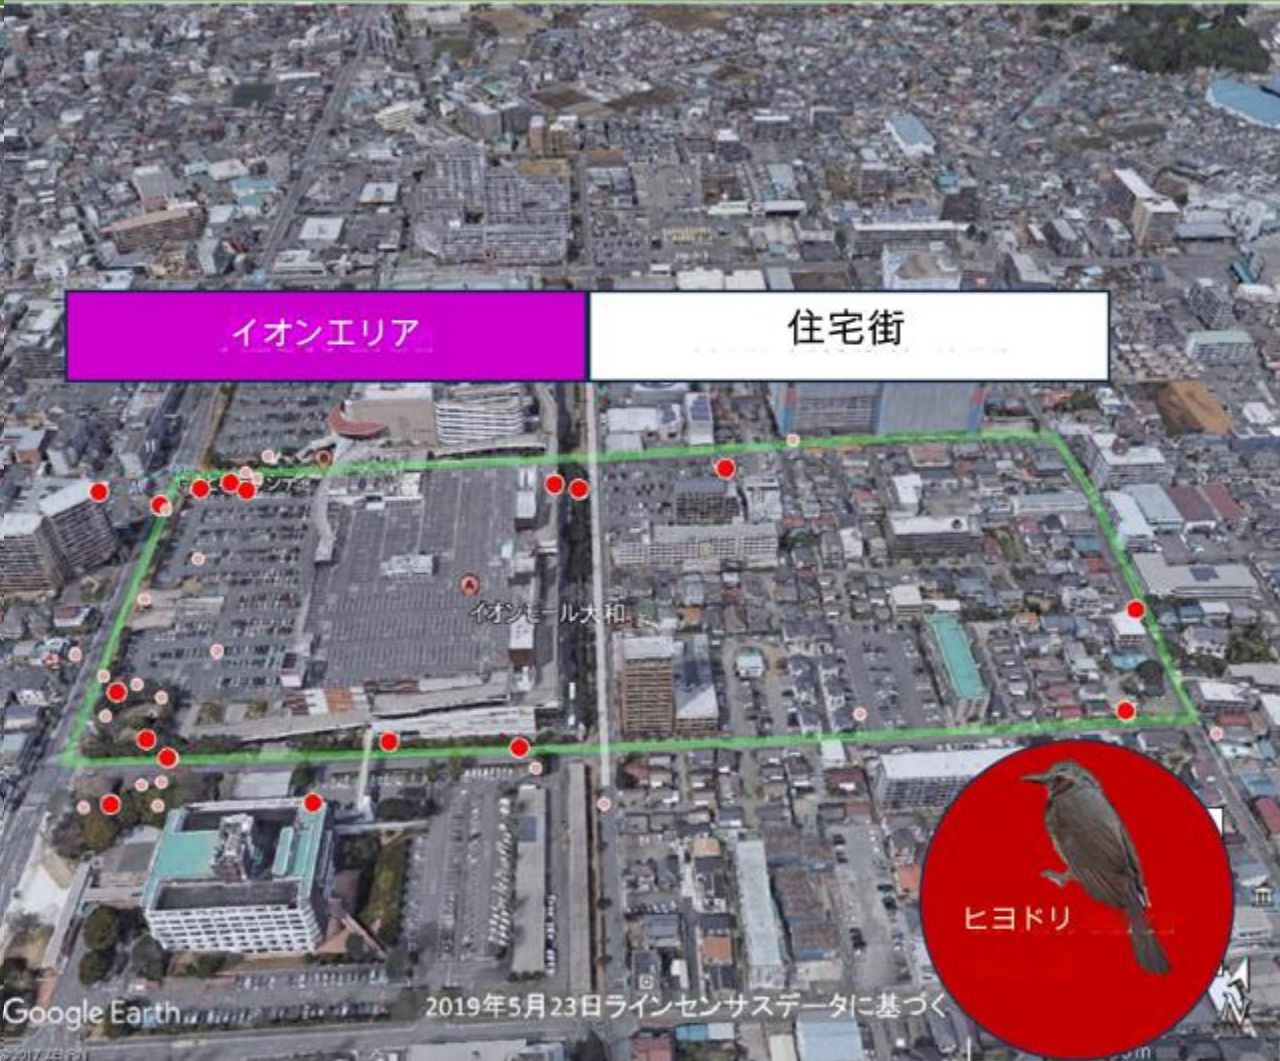 イオンエリア
住宅街
A
イオンモール大和
ヒヨドリ
2019年5月23日ラインセンサスデータに基づく
Google Earth